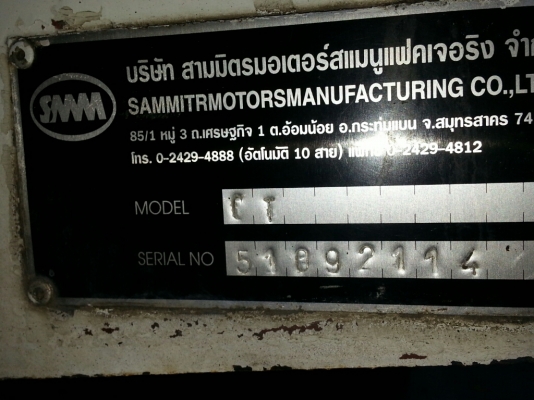 SMM
บริษัท สามมิตรมอเตอร์สแมนูแฟคเจอริง จำ
SAMMITRMOTORSMANUFACTURING CO.,LT
85/1 หมู่ 3 ถ.เศรษฐกิจ 1 ต.อ้อมน้อย อ.กระทุ่มแบน จ.สมุทรสาคร 74
โทร. 0-2429-4888 (อัตโนมัติ 10 สาย) แฟกซ์ 0-2429-4812
MODEL
SERIAL NO 51892114